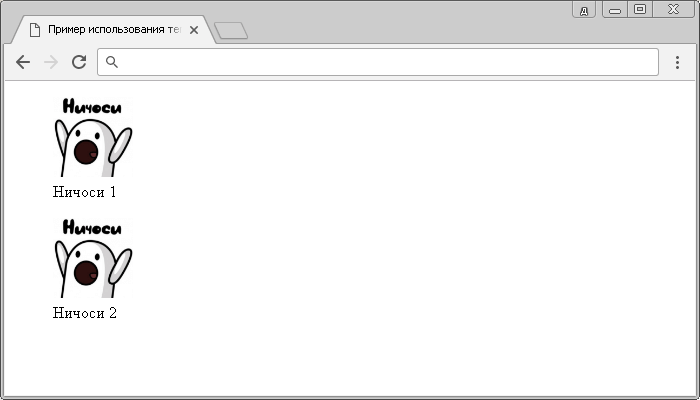 д
Пример использования те
Ничоси
Ничоси 1
Ничоси
Ничоси 2